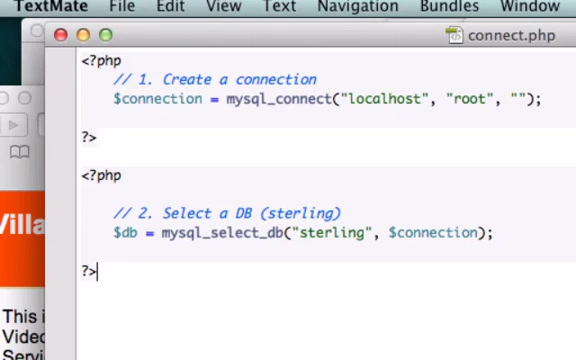 TextMate File Edit View Text Navigation Bundles Window
connect.php
<?php
// 1. Create a connection
$connection = mysql_connect("localhost", "root", "");
?>
<?php
// 2. Select a DB (sterling)
$db = mysql_select_db("sterling", $connection);
?>
Villa
This i
Video
Servi